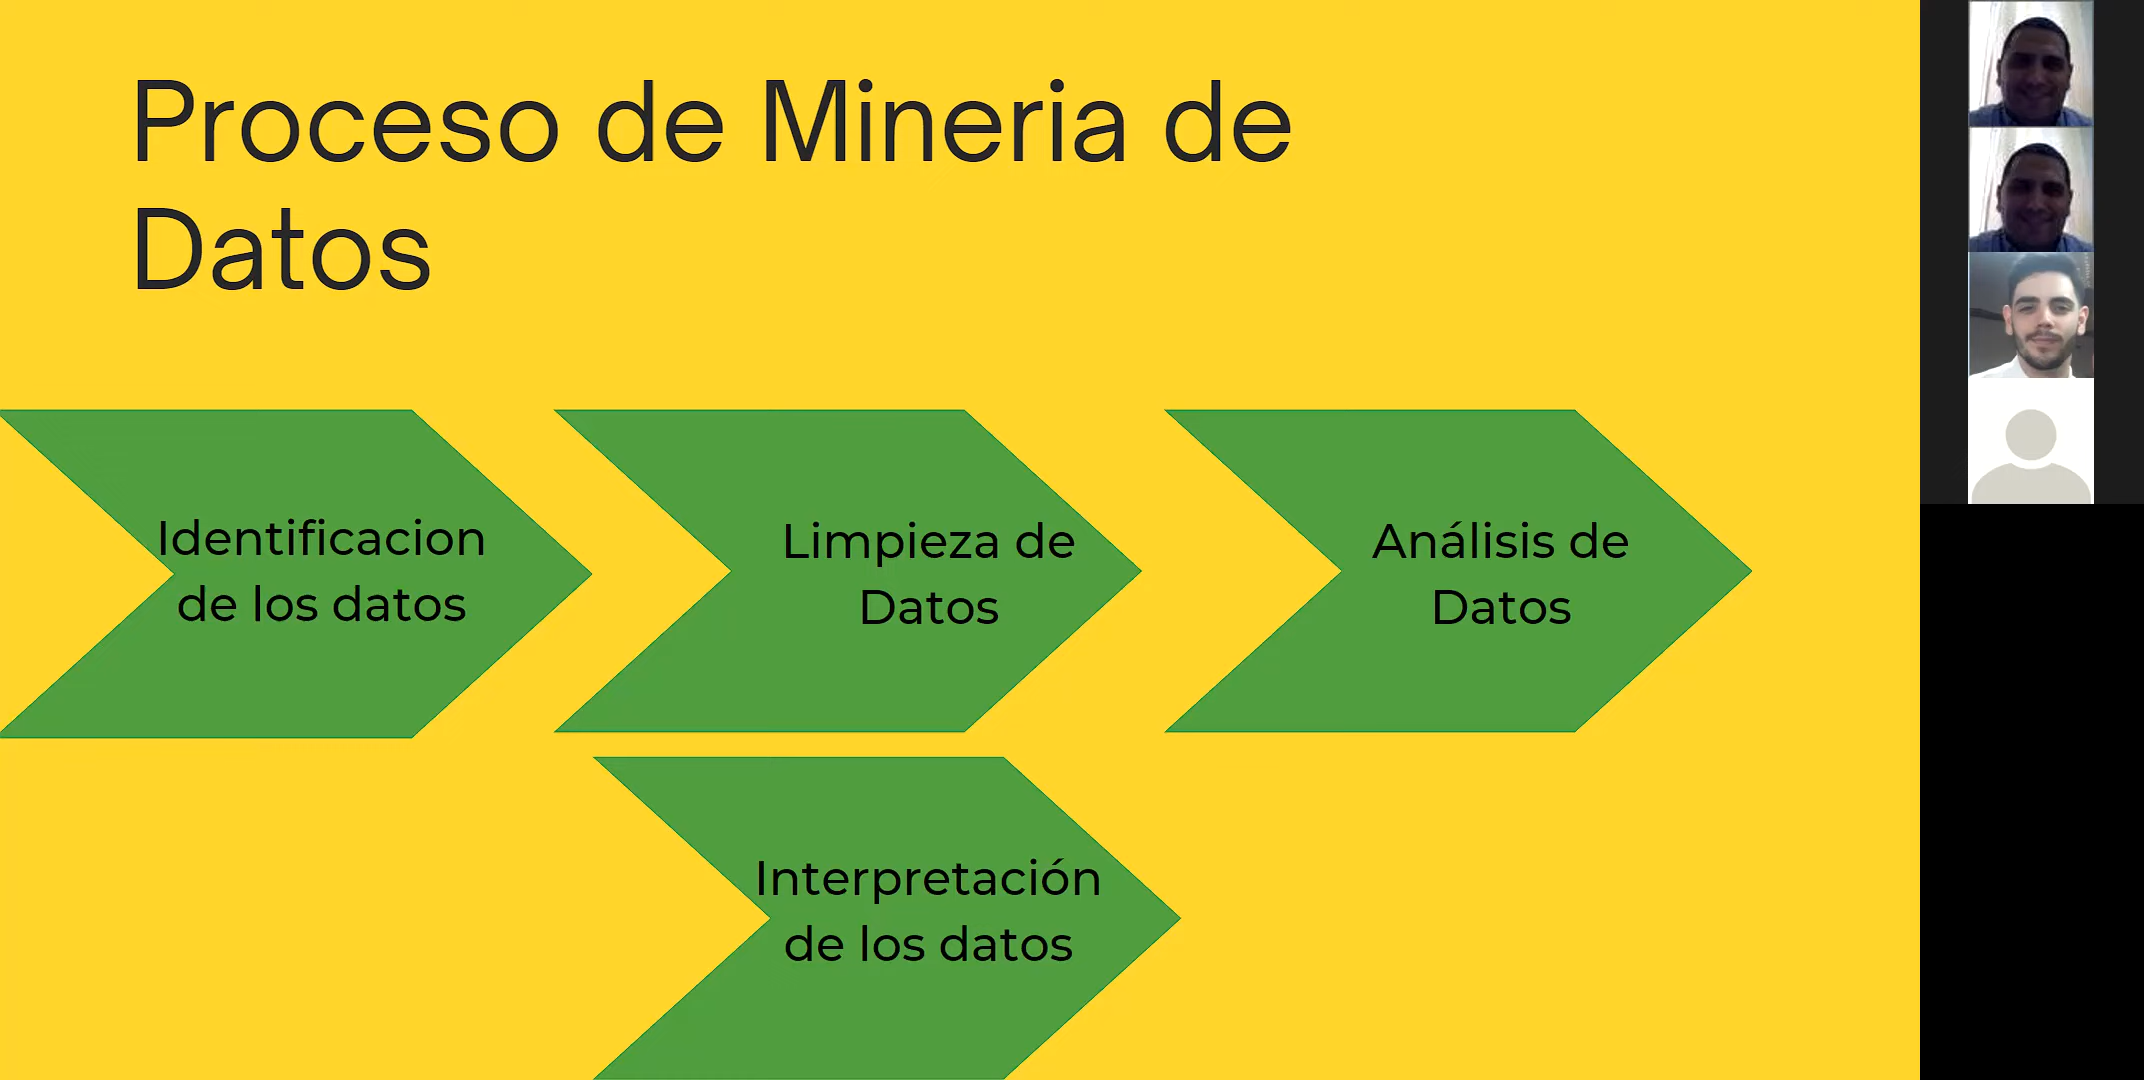 Proceso de Mineria de
Datos
Identificacion
de los datos
Limpieza de
Datos
Análisis de
Datos
Interpretación
de los datos